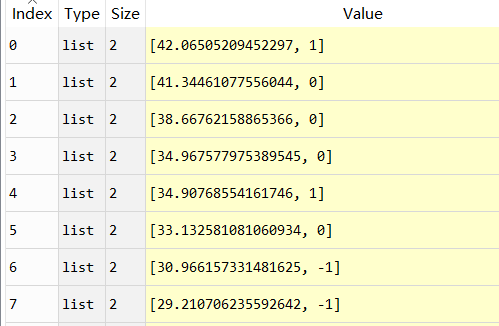 Index Type Size Value
0 list 2 [42.06505209452297, 1]
1 list 2 [41.34461077556044, 0]
2 list 2 [38.66762158865366, 0]
3 list 2 [34.967577975389545, 0]
4 list 2 [34.90768554161746, 1]
5 list 2 [33.132581081060934, 0]
6 list 2 [30.966157331481625, -1]
7 list 2 [29.210706235592642, -1]